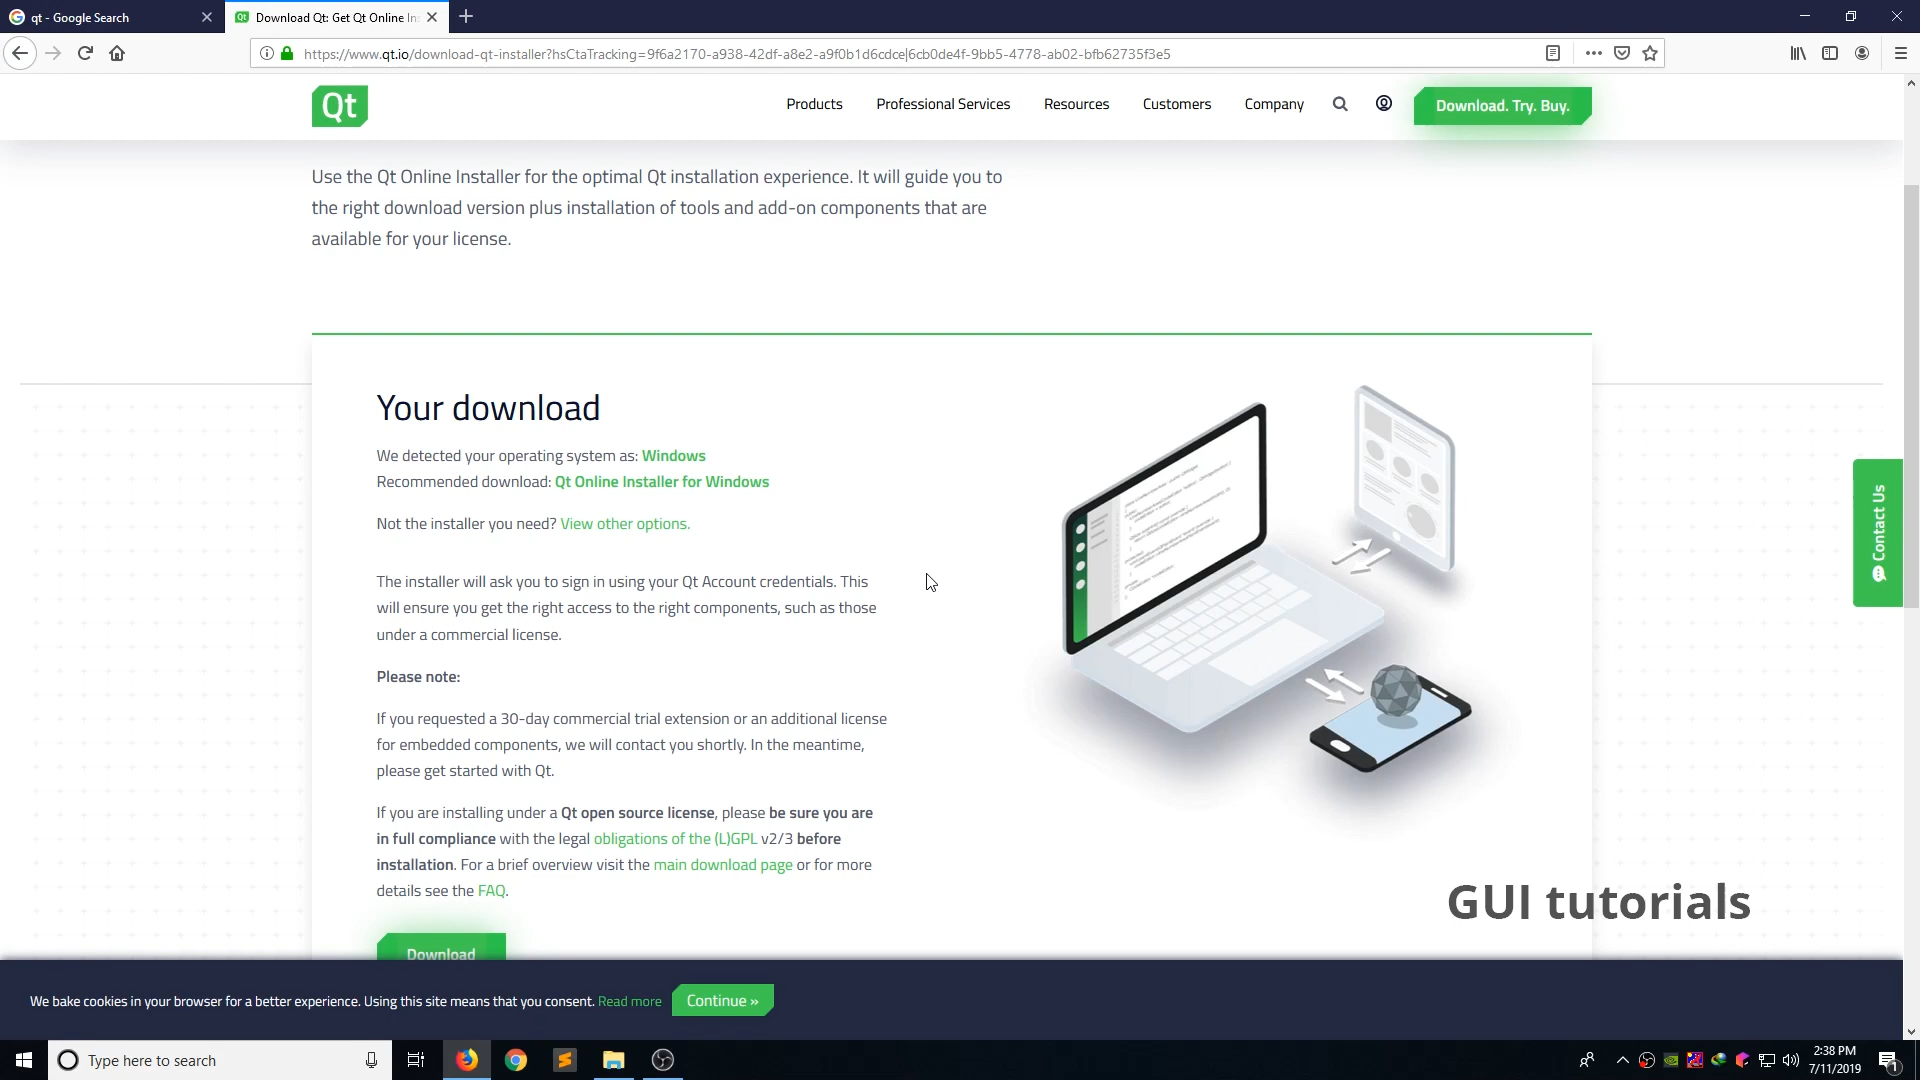 qt - Google Search
Download Qt: Get Qt Online In
https://www.qt.io/download-qt-installer?hsCtaTracking=9f6a2170-a938-42df-a8e2-a9f0b1d6cdce|6cb0de4f-9bb5-4778-ab02-bfb62735f3e5
Qt
Products
Professional Services
Resources
Customers
Company
Download. Try. Buy.
Use the Qt Online Installer for the optimal Qt installation experience. It will guide you to
the right download version plus installation of tools and add-on components that are
available for your license.
Your download
We detected your operating system as: Windows
Recommended download: Qt Online Installer for Windows
Not the installer you need? View other options.
The installer will ask you to sign in using your Qt Account credentials. This
will ensure you get the right access to the right components, such as those
under a commercial license.
Please note:
If you requested a 30-day commercial trial extension or an additional license
for embedded components, we will contact you shortly. In the meantime,
please get started with Qt.
If you are installing under a Qt open source license, please be sure you are
in full compliance with the legal obligations of the (L)GPL v2/3 before
installation. For a brief overview visit the main download page or for more
details see the FAQ.
Download
Contact Us
GUI tutorials
We bake cookies in your browser for a better experience. Using this site means that you consent. Read more
Continue »
Type here to search
2:38 PM
7/11/2019
1